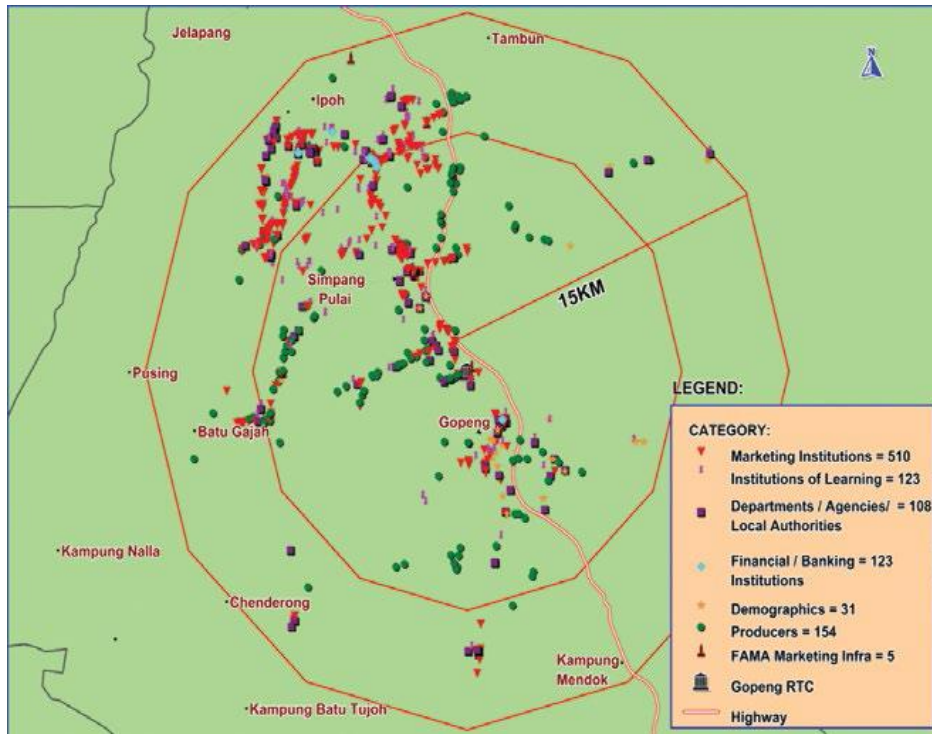 Jelapang
Tambun
N
Ipoh
Simpang
Pulai
15KM
Pusing
LEGEND:
Gopeng
Batu Gajah
CATEGORY:
Marketing Institutions = 510
Institutions of Learning = 123
Departments / Agencies/ = 108
Local Authorities
Kampung Nalla
Financial / Banking = 123
Institutions
Chenderong
Demographics = 31
Producers = 154
FAMA Marketing Infra = 5
Kampung
Mendok
Gopeng RTC
Kampung Batu Tujoh
Highway